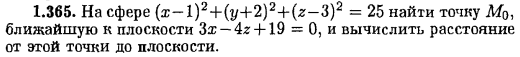 1.365. На сфере (x−1)²+(y+2)²+(z−3)² = 25 найти точку M₀,
ближайшую к плоскости 3x−4z+19 = 0, и вычислить расстояние
от этой точки до плоскости.